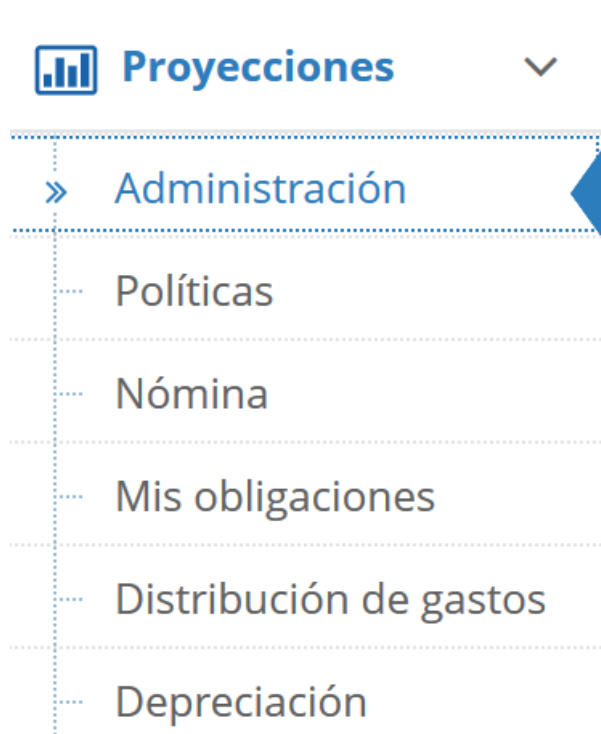 Proyecciones
Administración
Políticas
Nómina
Mis obligaciones
Distribución de gastos
Depreciación